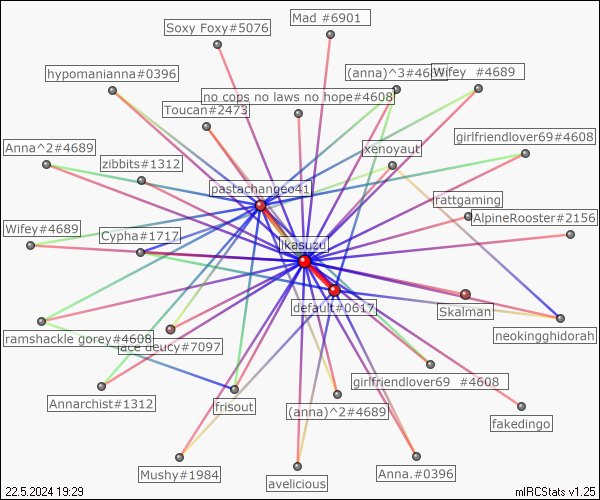 Soxy Foxy#5076
Mad #6901
hypomanianna#0396
(anna)^3#4689
Wifey #4689
no cops no laws no hope#4608
Toucan#2473
girlfriendlover69#4608
Anna^2#4689
zibbits#1312
xenoyaut
pastachangeo41
rattgaming
AlpineRooster#2156
Wifey#4689
Cypha#1717
likasuzu|
default#0617
Skalman
neokingghidorah
ramshackle gorey#4608
ace deucy#7097
girlfriendlover69 #4608
Annarchist#1312
frisout
(anna)^2#4689
fakedingo
Mushy#1984
avelicious
Anna.#0396
22.5.2024 19:29
mIRCStats v1.25